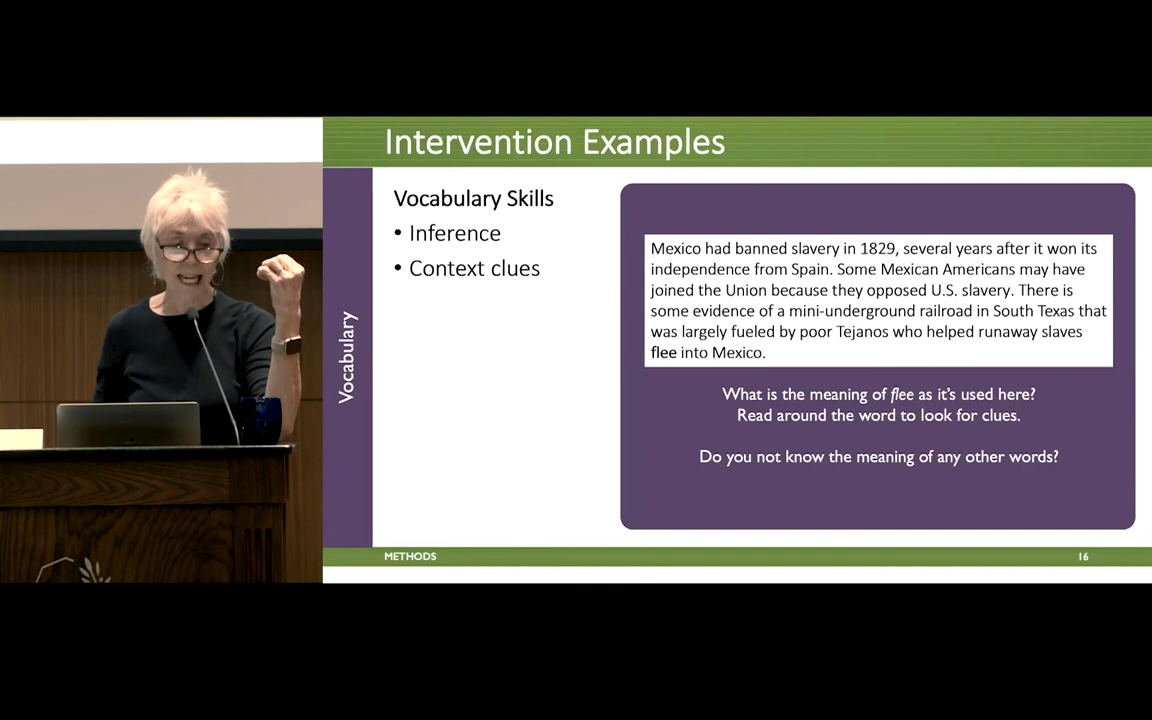 Intervention Examples
Vocabulary
Vocabulary Skills
• Inference
• Context clues
Mexico had banned slavery in 1829, several years after it won its
independence from Spain. Some Mexican Americans may have
joined the Union because they opposed U.S. slavery. There is
some evidence of a mini-underground railroad in South Texas that
was largely fueled by poor Tejanos who helped runaway slaves
flee into Mexico.
What is the meaning of flee as it's used here?
Read around the word to look for clues.
Do you not know the meaning of any other words?
METHODS
16